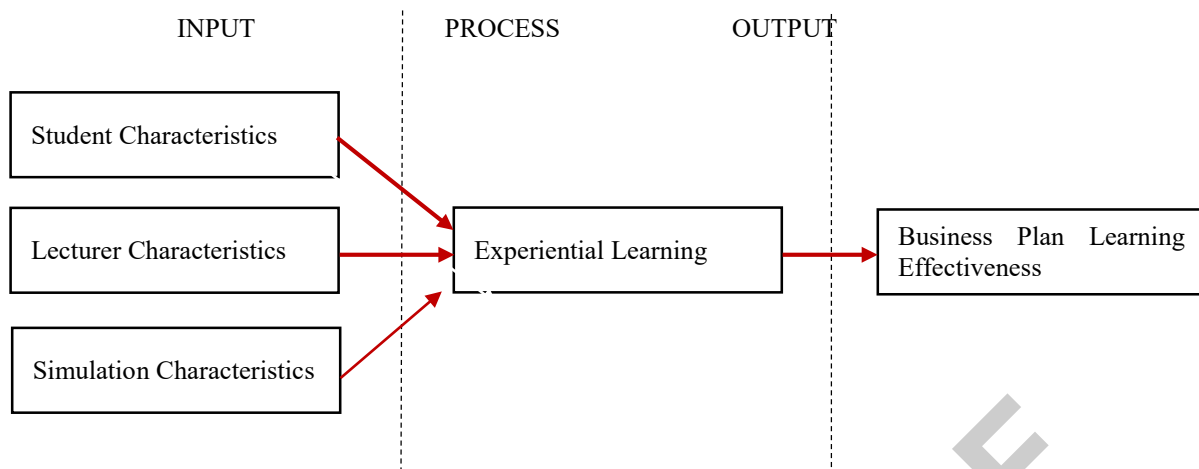 INPUT PROCESS OUTPUT
Student Characteristics
Lecturer Characteristics
Experiential Learning
Business Plan Learning
Effectiveness
Simulation Characteristics